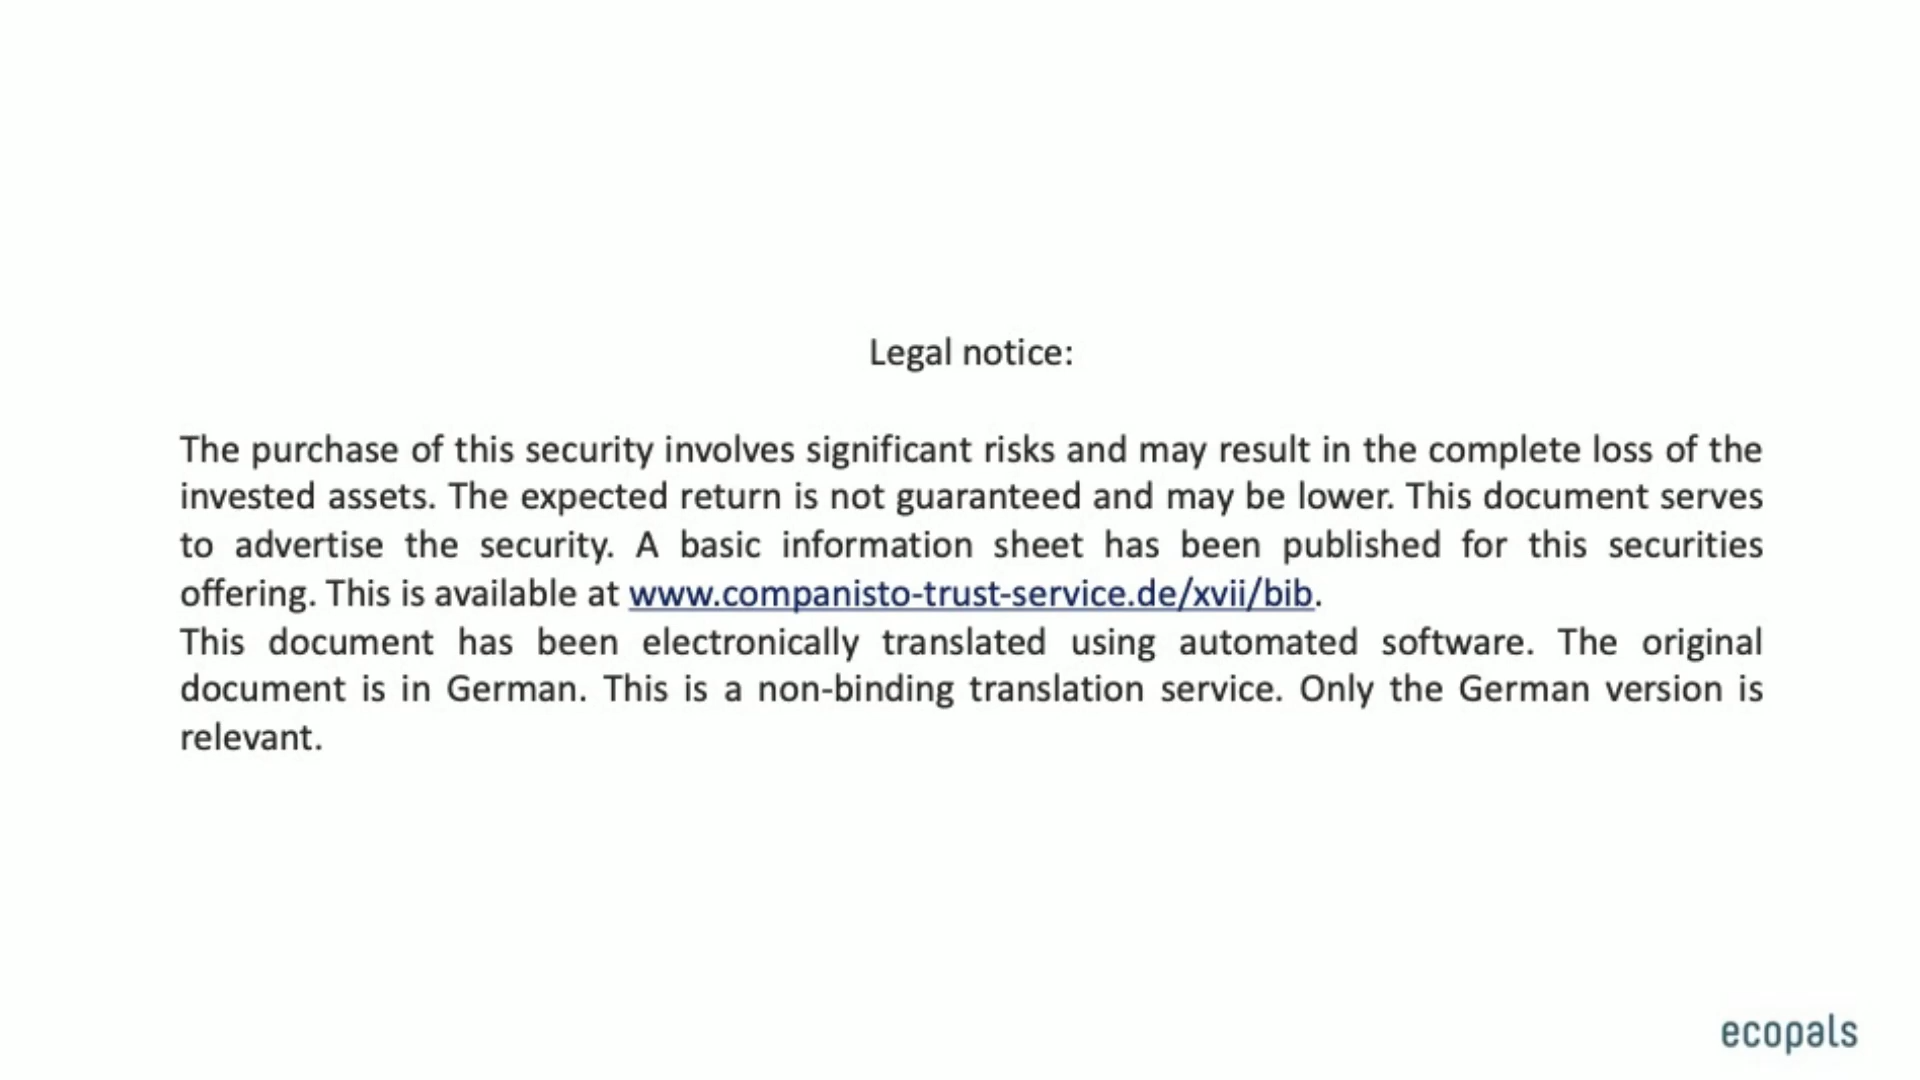 Legal notice:
The purchase of this security involves significant risks and may result in the complete loss of the
invested assets. The expected return is not guaranteed and may be lower. This document serves
to advertise the security. A basic information sheet has been published for this securities
offering. This is available at www.companisto-trust-service.de/xvii/bib.
This document has been electronically translated using automated software. The original
document is in German. This is a non-binding translation service. Only the German version is
relevant.
ecopals